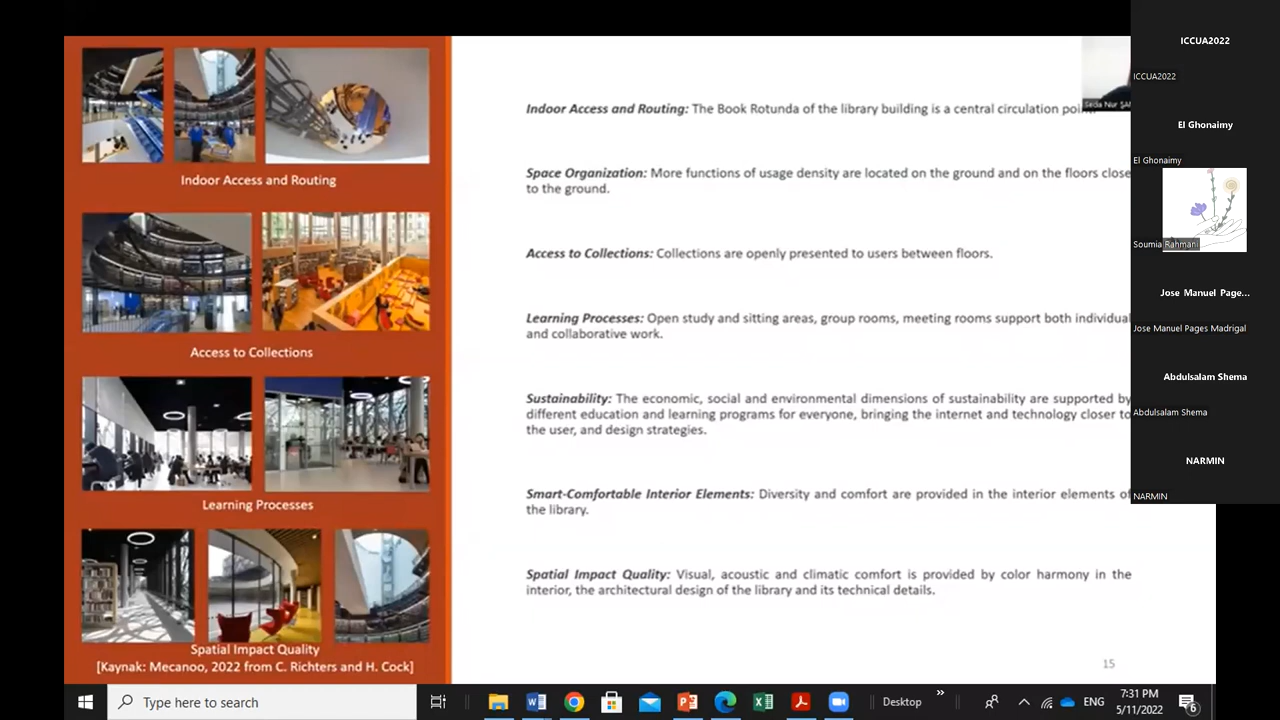 Indoor Access and Routing
Access to Collections
Learning Processes
Spatial Impact Quality
[Kaynak: Mecanoo, 2022 from C. Richters and H. Cock]
Indoor Access and Routing: The Book Rotunda of the library building is a central circulation
Space Organization: More functions of usage density are located on the ground and on the floors close
to the ground.
Access to Collections: Collections are openly presented to users between floors.
Learning Processes: Open study and sitting areas, group rooms, meeting rooms support both individual
and collaborative work.
Sustainability: The economic, social and environmental dimensions of sustainability are supported by
different education and learning programs for everyone, bringing the internet and technology closer to
the user, and design strategies.
Smart-Comfortable Interior Elements: Diversity and comfort are provided in the interior elements of
the library.
Spatial Impact Quality: Visual, acoustic and climatic comfort is provided by color harmony in the
interior, the architectural design of the library and its technical details.
15
Seda Nur
ICCUA2022
ICCUA2022
El Ghonaimy
El Ghonaimy
Soumia Rahmani
Jose Manuel Page...
Jose Manuel Pages Madrigal
Abdulsalam Shema
Abdulsalam Shema
NARMIN
NARMIN
Type here to search
Desktop
ENG
7:31 PM
5/11/2022
6